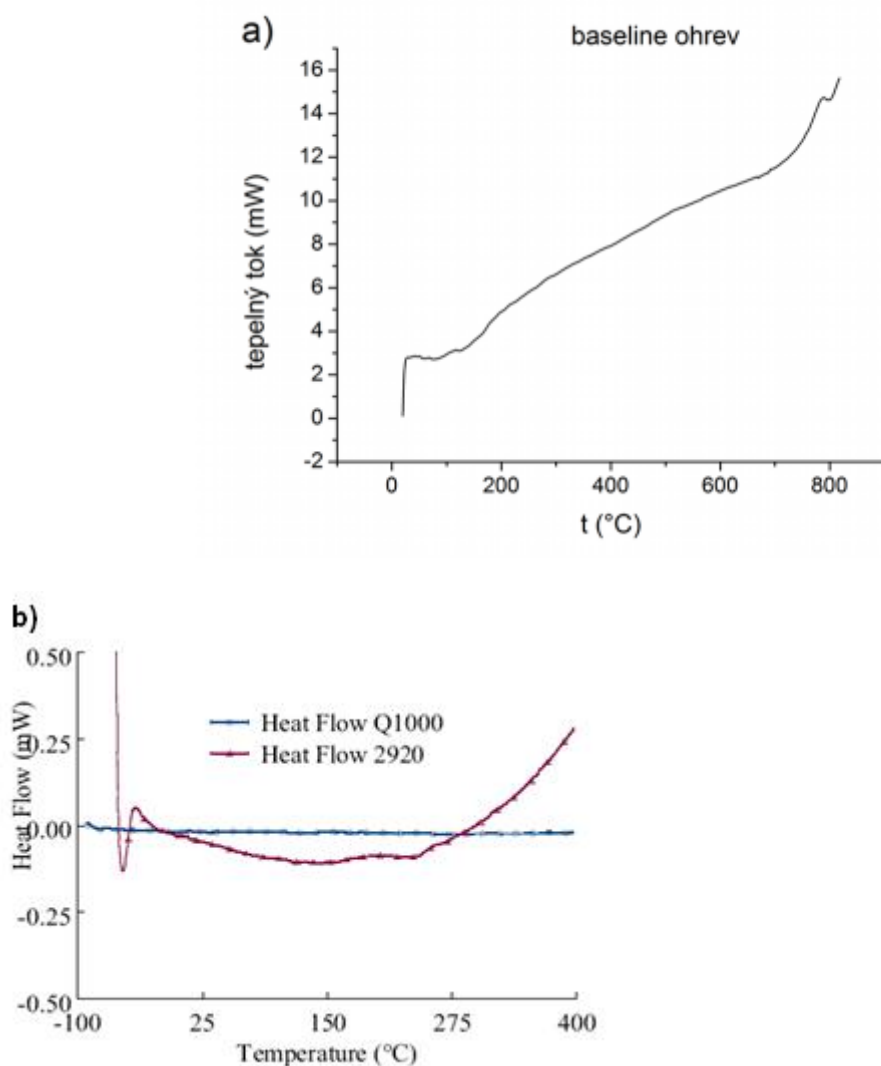 a)
baseline ohrev
tepelný tok (mW)
16
14
12
10
8
6
4
2
0
-2
0 200 400 600 800
t (°C)
b)
Heat Flow (mW)
0.50
0.25
0.00
-0.25
-0.50
Heat Flow Q1000
Heat Flow 2920
-100 25 150 275 400
Temperature (°C)